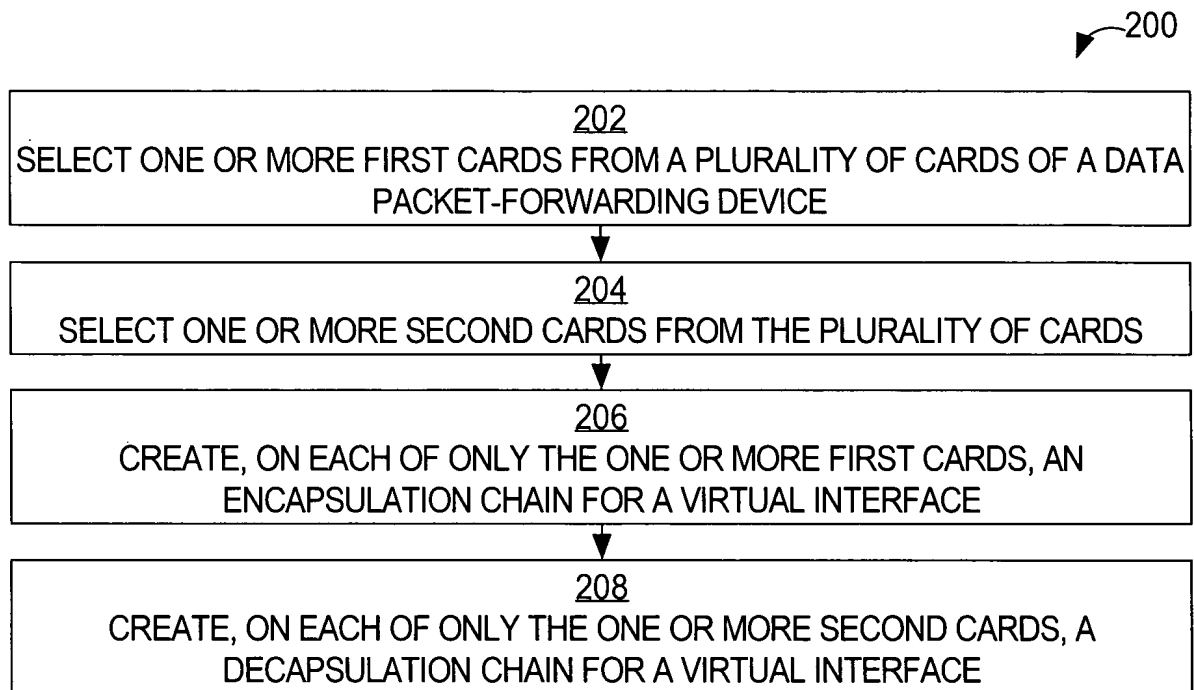 200
202
SELECT ONE OR MORE FIRST CARDS FROM A PLURALITY OF CARDS OF A DATA
PACKET-FORWARDING DEVICE
204
SELECT ONE OR MORE SECOND CARDS FROM THE PLURALITY OF CARDS
206
CREATE, ON EACH OF ONLY THE ONE OR MORE FIRST CARDS, AN
ENCAPSULATION CHAIN FOR A VIRTUAL INTERFACE
208
CREATE, ON EACH OF ONLY THE ONE OR MORE SECOND CARDS, A
DECAPSULATION CHAIN FOR A VIRTUAL INTERFACE